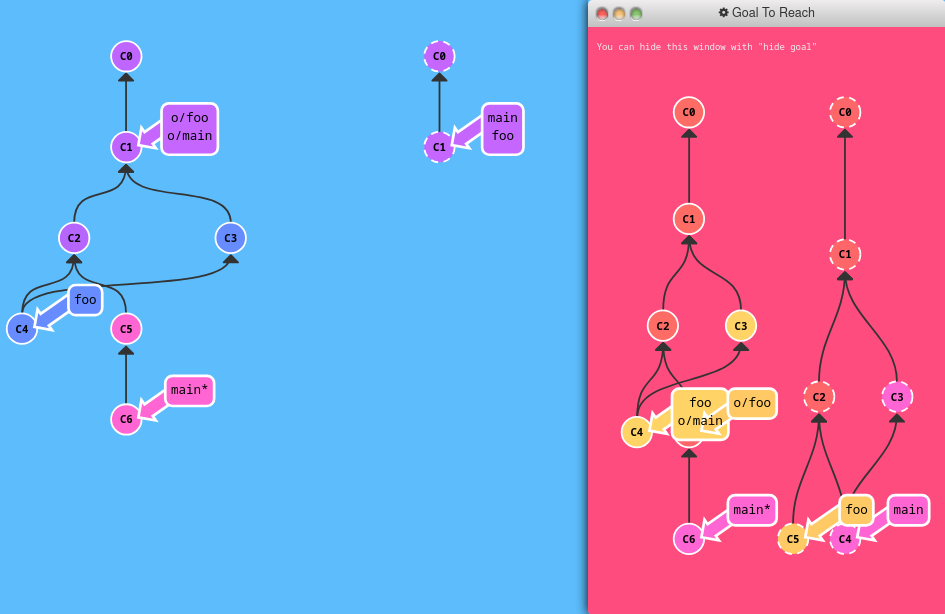 C0
o/foo
o/main
C1
C2
C3
foo
C4
C5
main*
C6
C0
main
foo
C1
Goal To Reach
You can hide this window with "hide goal"
C0
C1
C2
C3
foo
o/main
o/foo
C4
main*
C6
C0
C1
C2
C3
foo
main
C5
C4